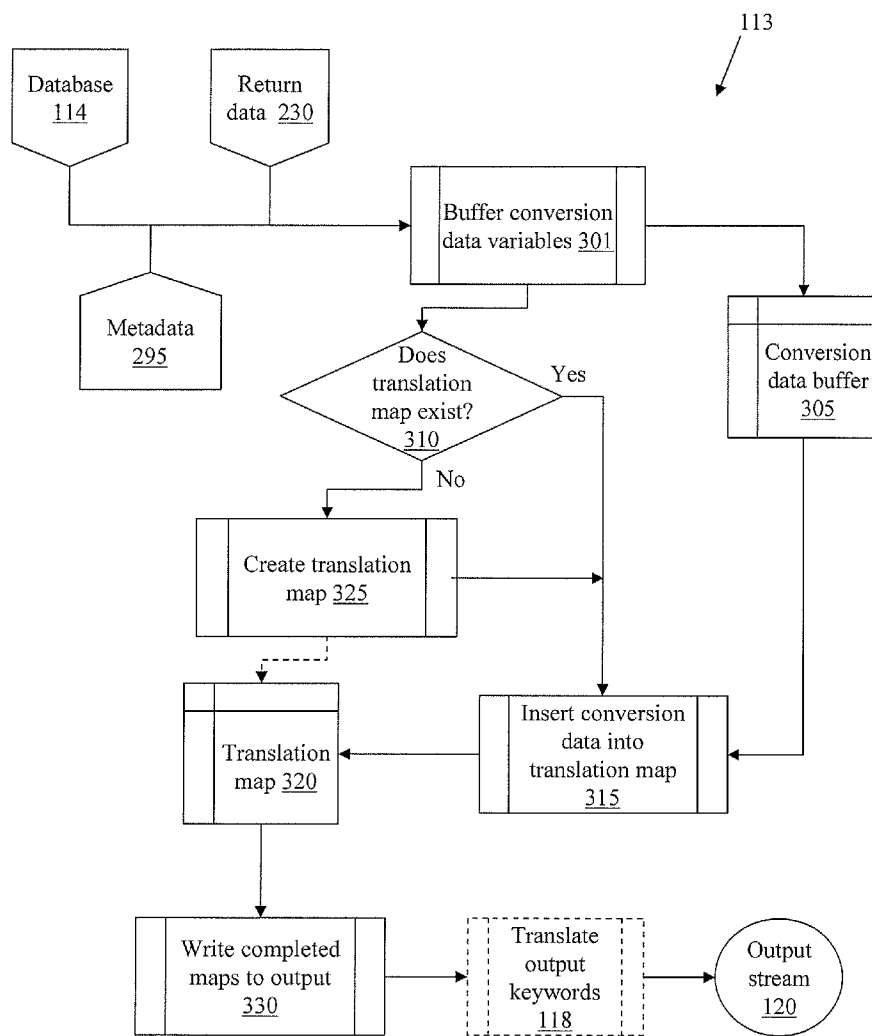 113
Database
114
Return
data 230
Buffer conversion
data variables 301
Metadata
295
Does
translation
map exist?
310
Yes
No
Conversion
data buffer
305
Create translation
map 325
Translation
map 320
Insert conversion
data into
translation map
315
Write completed
maps to output
330
Translate
output
keywords
118
Output
stream
120